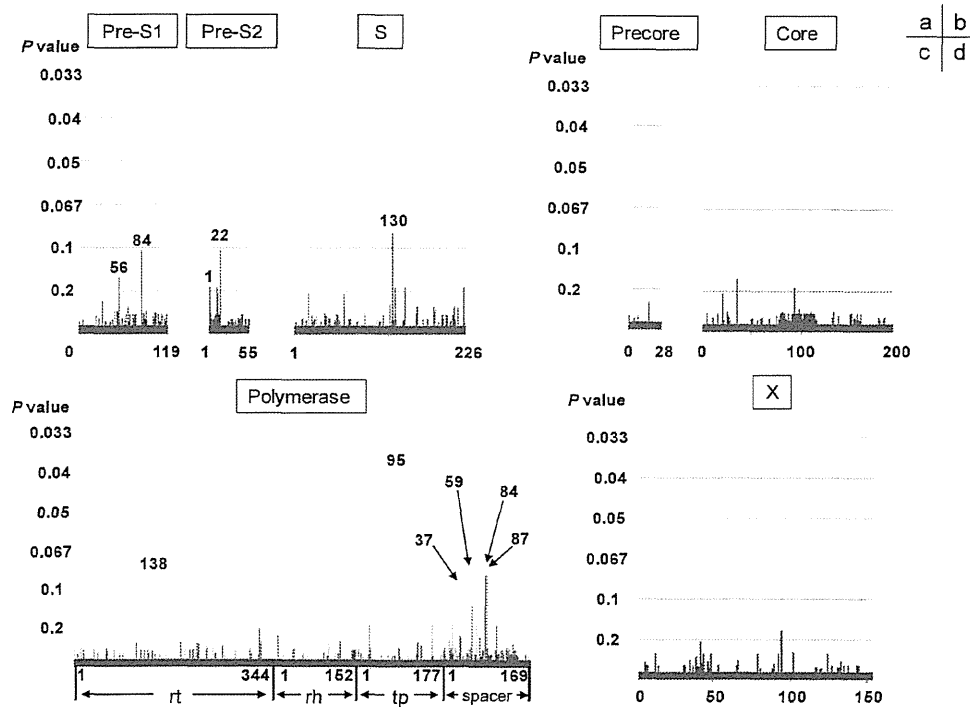 Pre-S1 Pre-S2 S
P value
0.033
0.04
0.05
0.067
0.1
0.2
56 84 1 22 130
0 119 1 55 1 226
Precore Core
P value
0.033
0.04
0.05
0.067
0.1
0.2
0 28 0 100 200
a b
c d
Polymerase
P value
0.033
0.04
0.05
0.067
0.1
0.2
138 95 37 59 84 87
1 344 1 152 1 177 1 169
rt rh tp spacer
X
P value
0.033
0.04
0.05
0.067
0.1
0.2
0 50 100 150